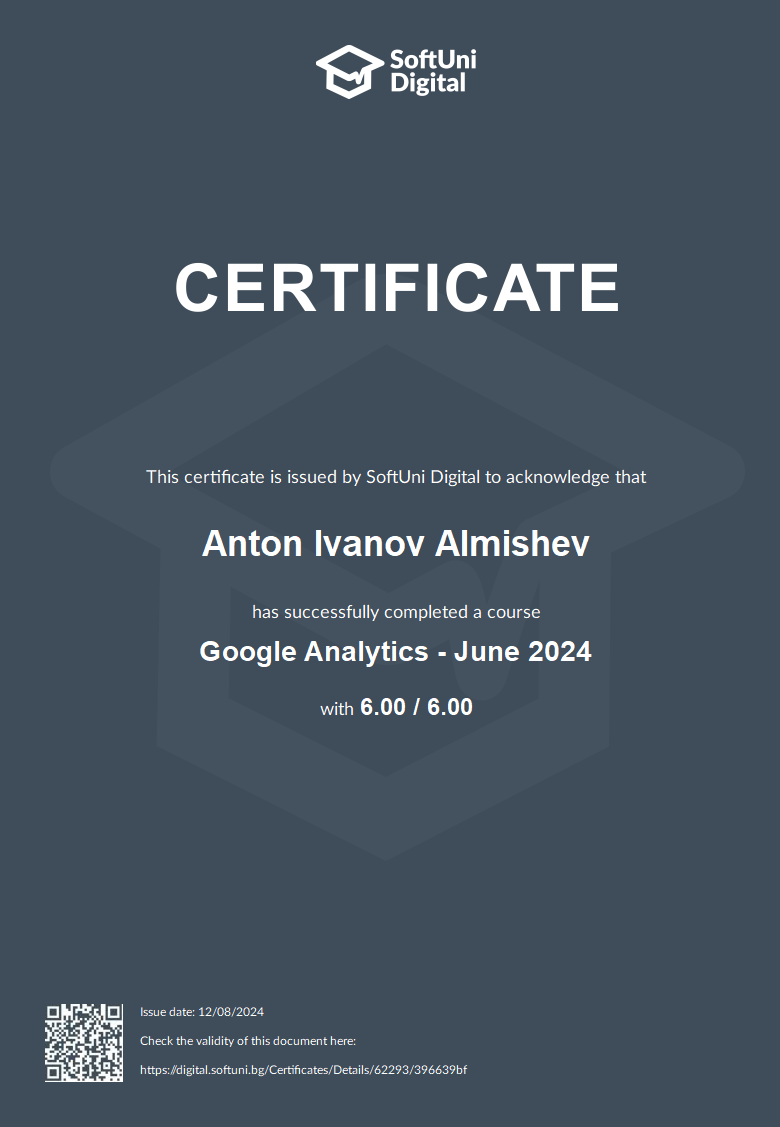 SoftUni
Digital
CERTIFICATE
This certificate is issued by SoftUni Digital to acknowledge that
Anton Ivanov Almishev
has successfully completed a course
Google Analytics - June 2024
with 6.00 / 6.00
Issue date: 12/08/2024
Check the validity of this document here:
https://digital.softuni.bg/Certificates/Details/62293/396639bf